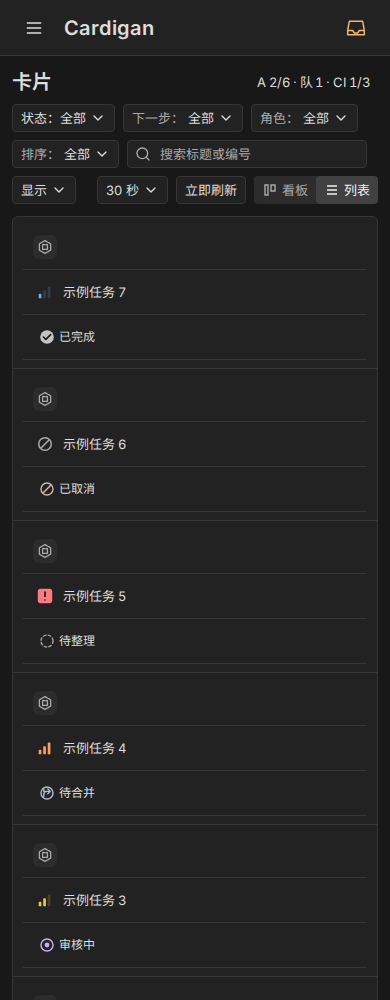 Cardigan
卡片
A 2/6 · 队 1 · CI 1/3
状态: 全部 下一步: 全部 角色: 全部
排序: 全部 搜索标题或编号
显示 30 秒 立即刷新 看板 列表
示例任务 7
已完成
示例任务 6
已取消
示例任务 5
待整理
示例任务 4
待合并
示例任务 3
审核中